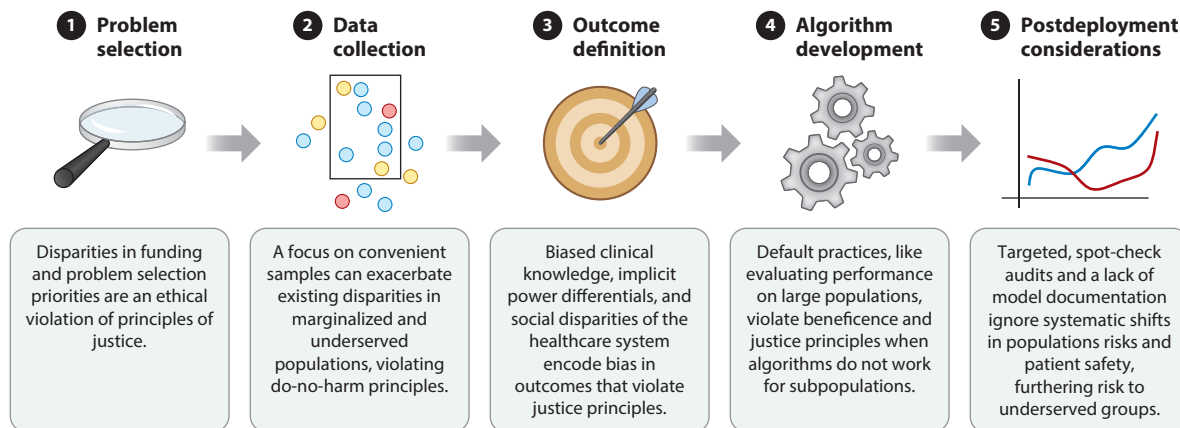 1 Problem
selection
2 Data
collection
3 Outcome
definition
4 Algorithm
development
5 Postdeployment
considerations
Disparities in funding
and problem selection
priorities are an ethical
violation of principles of
justice.
A focus on convenient
samples can exacerbate
existing disparities in
marginalized and
underserved
populations, violating
do-no-harm principles.
Biased clinical
knowledge, implicit
power differentials, and
social disparities of the
healthcare system
encode bias in
outcomes that violate
justice principles.
Default practices, like
evaluating performance
on large populations,
violate beneficence and
justice principles when
algorithms do not work
for subpopulations.
Targeted, spot-check
audits and a lack of
model documentation
ignore systematic shifts
in populations risks and
patient safety,
furthering risk to
underserved groups.